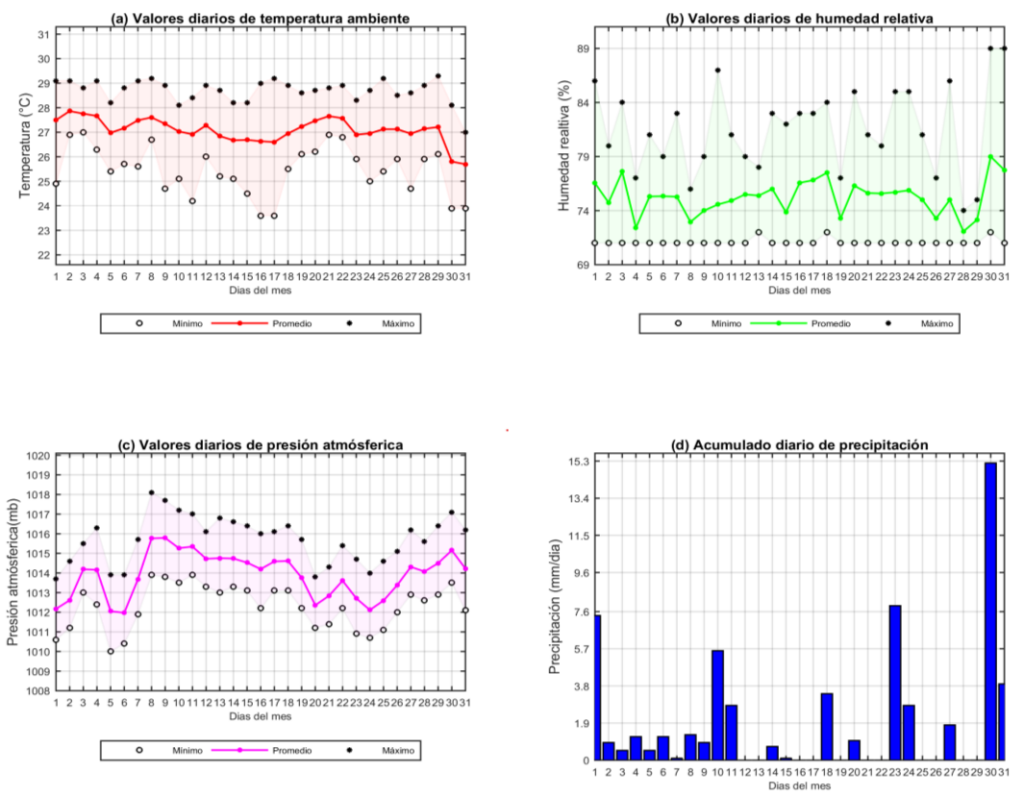 (a) Valores diarios de temperatura ambiente
31
30
29
28
27
26
25
24
23
22
Temperatura (°C)
1 2 3 4 5 6 7 8 9 10 11 12 13 14 15 16 17 18 19 20 21 22 23 24 25 26 27 28 29 30 31
Dias del mes
Mínimo Promedio Máximo
(b) Valores diarios de humedad relativa
89
84
79
74
69
Humedad realtiva (%)
1 2 3 4 5 6 7 8 9 10 11 12 13 14 15 16 17 18 19 20 21 22 23 24 25 26 27 28 29 30 31
Dias del mes
Mínimo Promedio Máximo
(c) Valores diarios de presión atmósferica
1020
1019
1018
1017
1016
1015
1014
1013
1012
1011
1010
1009
1008
Presión atmósferica(mb)
1 2 3 4 5 6 7 8 9 10 11 12 13 14 15 16 17 18 19 20 21 22 23 24 25 26 27 28 29 30 31
Dias del mes
Mínimo Promedio Máximo
(d) Acumulado diario de precipitación
15.3
13.4
11.5
9.6
7.6
5.7
3.8
1.9
0
Precipitación (mm/dia)
1 2 3 4 5 6 7 8 9 10 11 12 13 14 15 16 17 18 19 20 21 22 23 24 25 26 27 28 29 30 31
Dias del mes